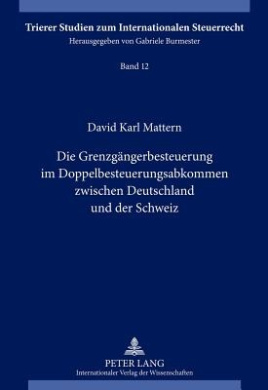 Trierer Studien zum Internationalen Steuerrecht
Herausgegeben von Gabriele Burmester
Band 12
David Karl Mattern
Die Grenzgängerbesteuerung
im Doppelbesteuerungsabkommen
zwischen Deutschland
und der Schweiz
PETER LANG
Internationaler Verlag der Wissenschaften